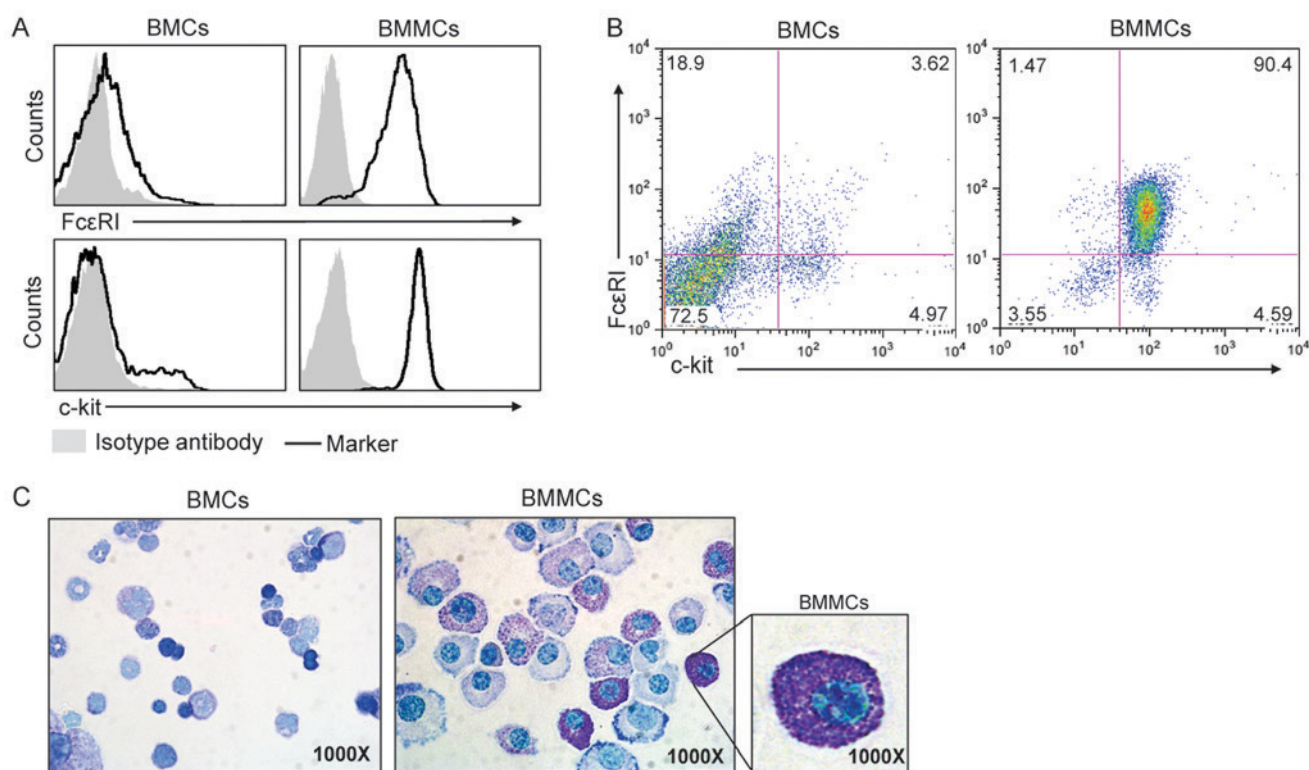 A
BMCs
BMMCs
Counts
FcεRI
Counts
c-kit
Isotype antibody
Marker
B
BMCs
BMMCs
10⁴
18.9
3.62
10³
10²
10¹
10⁰
72.5
4.97
10⁰ 10¹ 10² 10³ 10⁴
FcεRI
10⁴
1.47
90.4
10³
10²
10¹
10⁰
3.55
4.59
10¹ 10² 10³ 10⁴
c-kit
C
BMCs
BMMCs
BMMCs
1000X
1000X
1000X